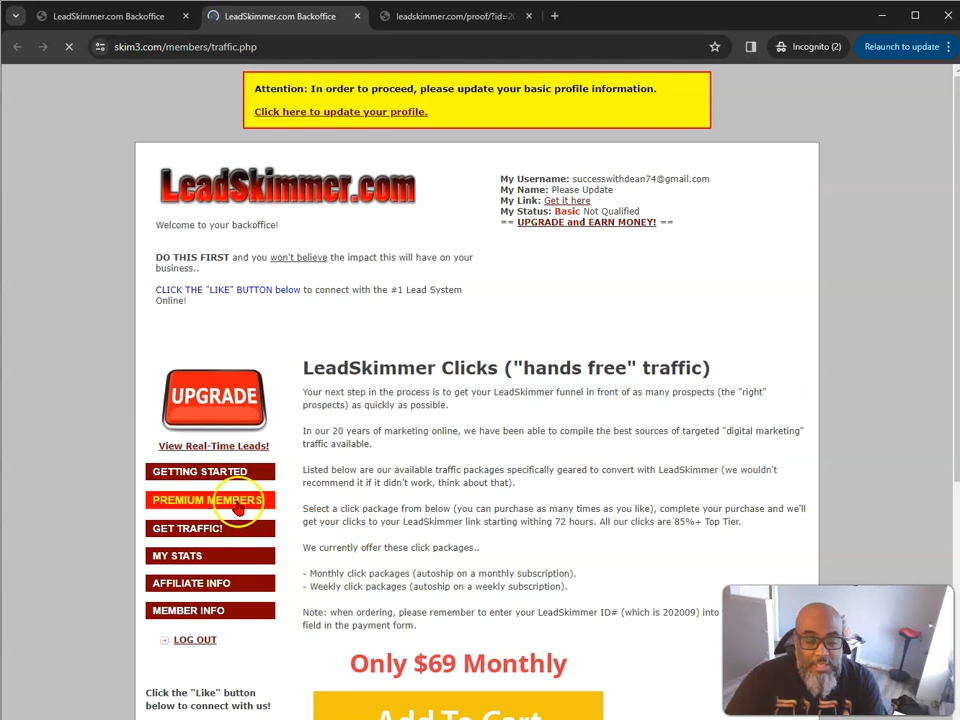 LeadSkimmer.com Backoffice
LeadSkimmer.com Backoffice
leadskimmer.com/proof/?id=20
skim3.com/members/traffic.php
Incognito (2)
Relaunch to update
Attention: In order to proceed, please update your basic profile information.
Click here to update your profile.
LeadSkimmer.com
My Username: successwithdean74@gmail.com
My Name: Please Update
My Link: Get it here
My Status: Basic Not Qualified
== UPGRADE and EARN MONEY! ==
Welcome to your backoffice!
DO THIS FIRST and you won't believe the impact this will have on your
business..
CLICK THE "LIKE" BUTTON below to connect with the #1 Lead System
Online!
UPGRADE
View Real-Time Leads!
GETTING STARTED
PREMIUM MEMBERS
GET TRAFFIC!
MY STATS
AFFILIATE INFO
MEMBER INFO
LOG OUT
Click the "Like" button
below to connect with us!
LeadSkimmer Clicks ("hands free" traffic)
Your next step in the process is to get your LeadSkimmer funnel in front of as many prospects (the "right"
prospects) as quickly as possible.
In our 20 years of marketing online, we have been able to compile the best sources of targeted "digital marketing"
traffic available.
Listed below are our available traffic packages specifically geared to convert with LeadSkimmer (we wouldn't
recommend it if it didn't work, think about that).
Select a click package from below (you can purchase as many times as you like), complete your purchase and we'll
get your clicks to your LeadSkimmer link starting withing 72 hours. All our clicks are 85%+ Top Tier.
We currently offer these click packages..
- Monthly click packages (autoship on a monthly subscription).
- Weekly click packages (autoship on a weekly subscription).
Note: when ordering, please remember to enter your LeadSkimmer ID# (which is 202009) into
field in the payment form.
Only $69 Monthly
Add To Cart